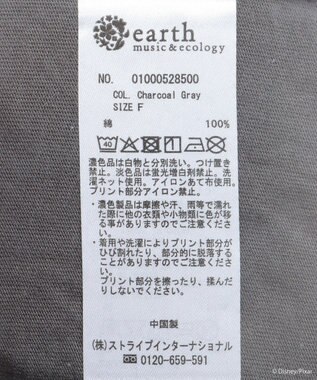 earth
music&ecology
NO. 01000528500
COL. Charcoal Gray
SIZE F
綿 100%
40
濃色品は白物と分別洗い。つけ置き
禁止。淡色品は蛍光増白剤禁止。洗
濯ネット使用。アイロンあて布使用。
プリント部分アイロン禁止。
・濃色製品は摩擦や汗、雨等で濡れ
た際に他の衣類や小物類に色が移
る事がありますのでご注意くださ
い。
・着用や洗濯によりプリント部分が
ひび割れたり、部分的に脱落する
ことがありますのでご注意くださ
い。
プリント部分を擦ったり、揉んだ
りしないでください。
中国製
(株)ストライプインターナショナル
0120-659-591
© Disney/Pixar